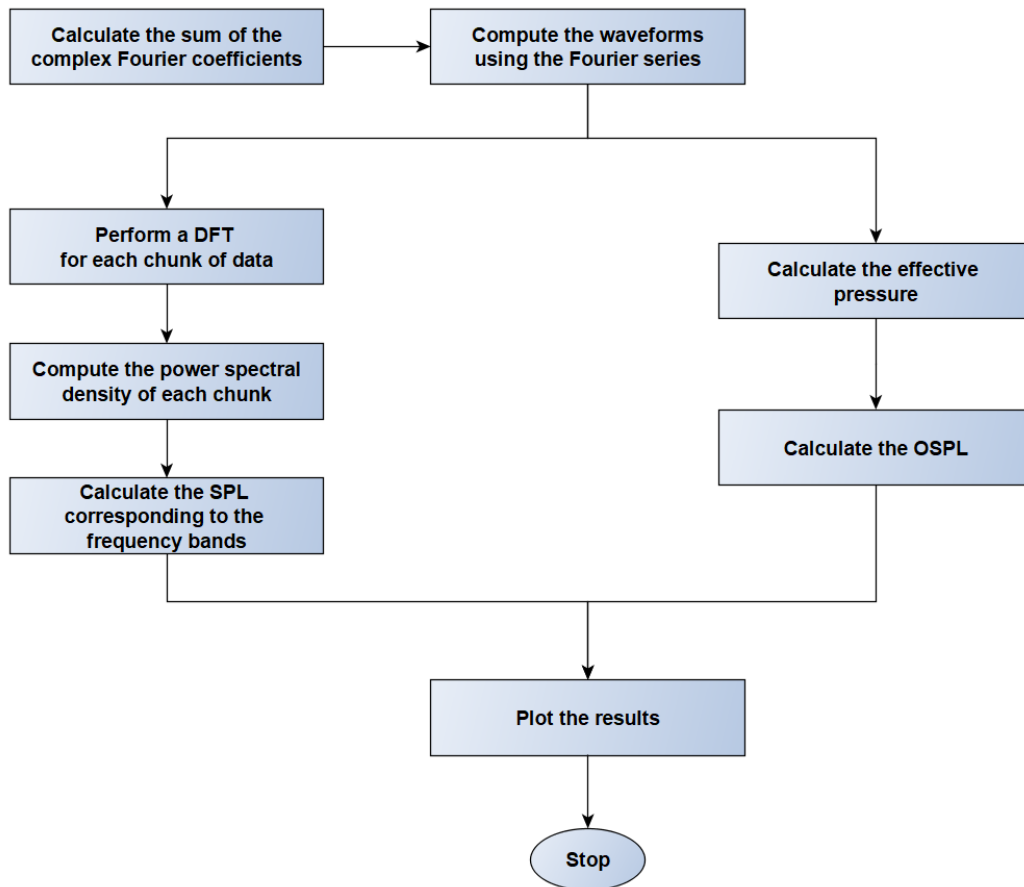 Calculate the sum of the
complex Fourier coefficients
Compute the waveforms
using the Fourier series
Perform a DFT
for each chunk of data
Compute the power spectral
density of each chunk
Calculate the SPL
corresponding to the
frequency bands
Calculate the effective
pressure
Calculate the OSPL
Plot the results
Stop